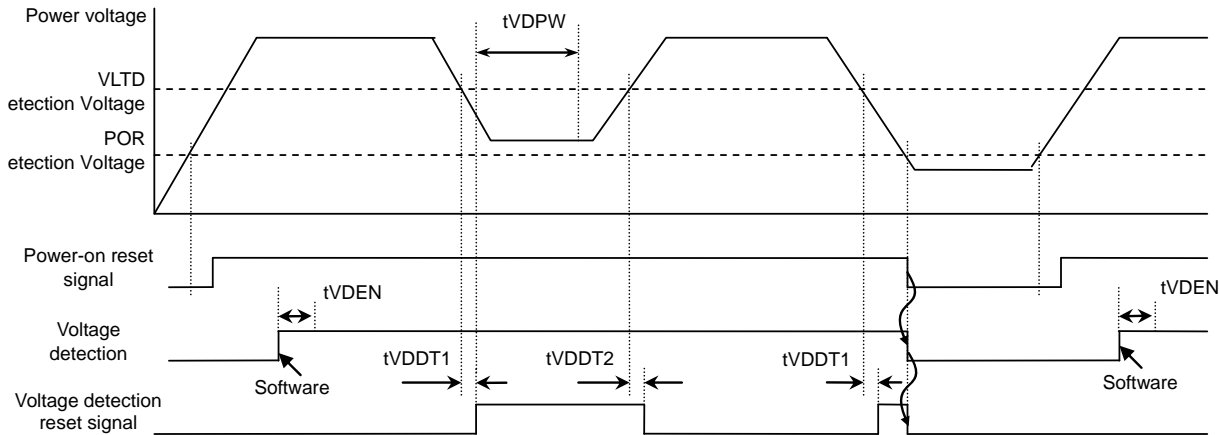 Power voltage
tVDPW
VLTD
etection Voltage
POR
etection Voltage
Power-on reset
signal
tVDEN
tVDEN
Voltage
detection
Software
tVDDT1
tVDDT2
tVDDT1
Software
Voltage detection
reset signal